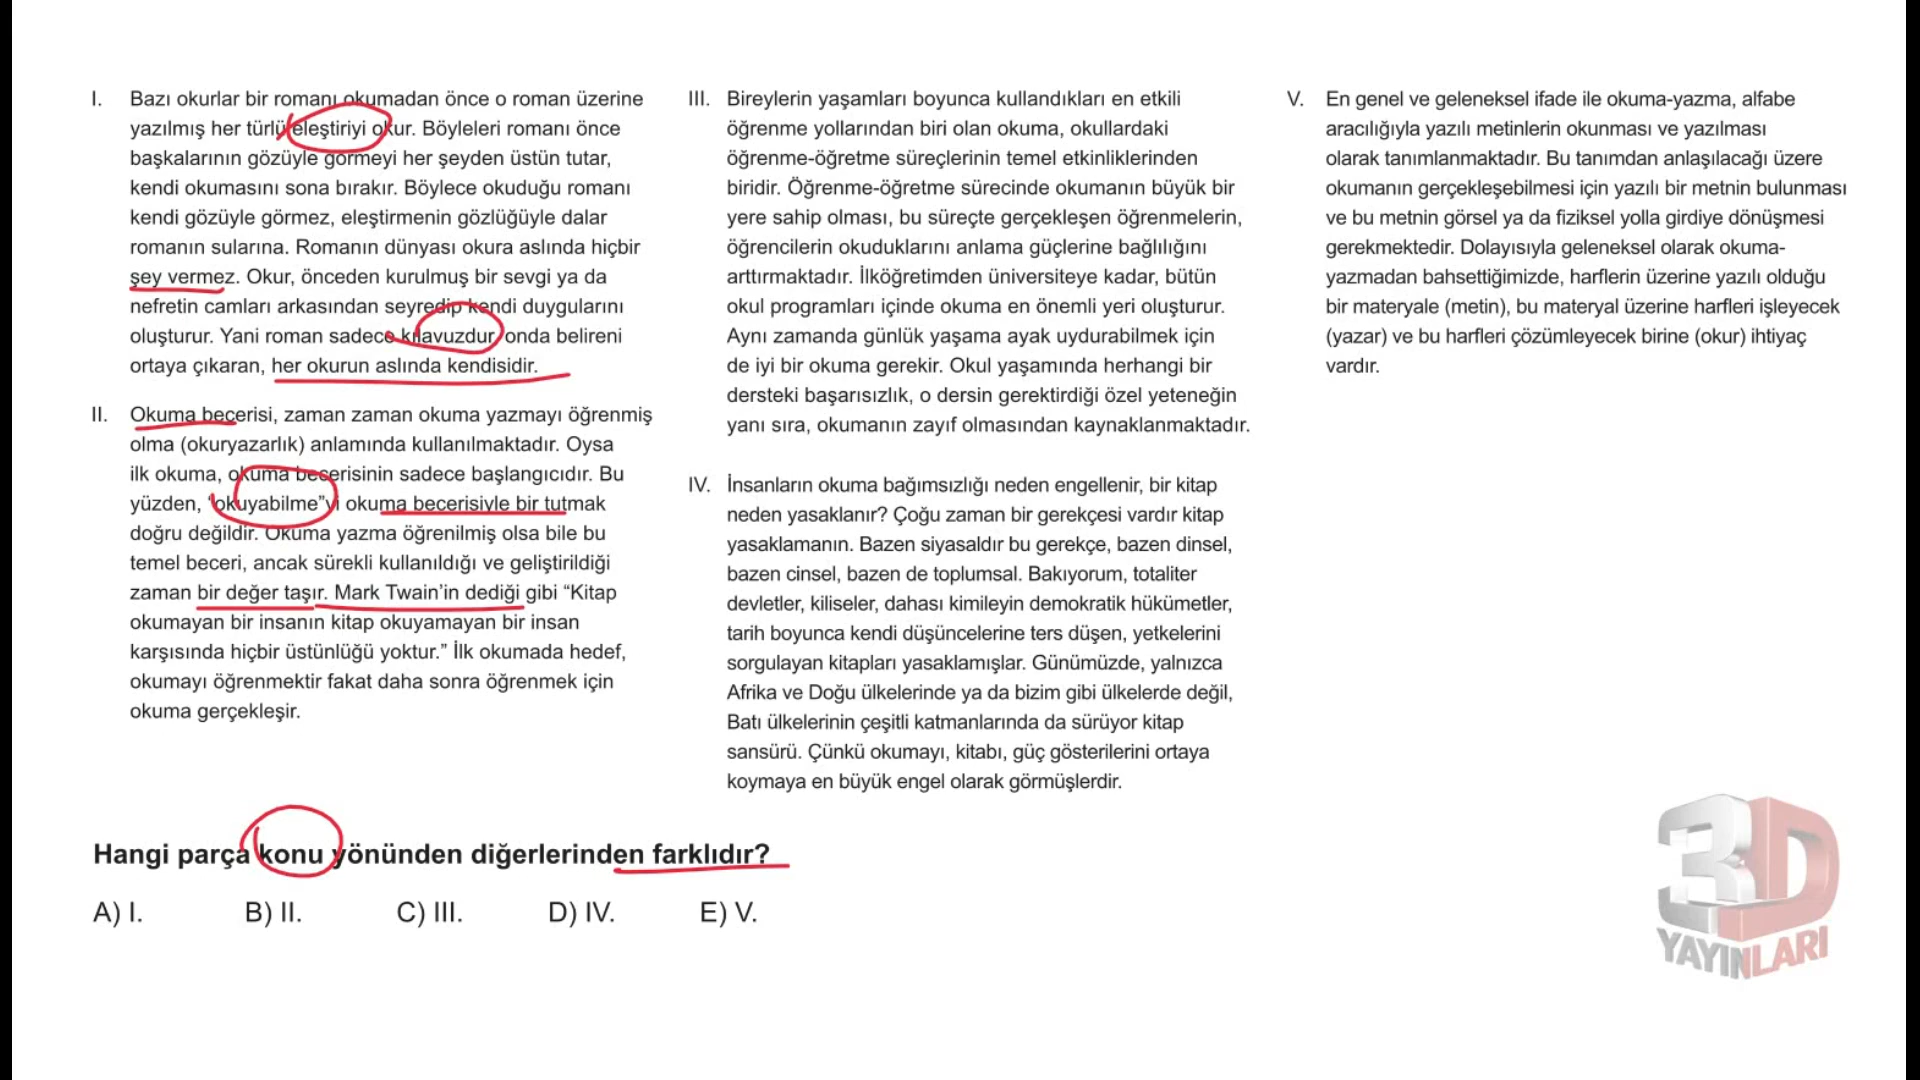 I. Bazı okurlar bir romanı okumadan önce o roman üzerine
yazılmış her türlü eleştiriyi okur. Böyleleri romanı önce
başkalarının gözüyle görmeyi her şeyden üstün tutar,
kendi okumasını sona bırakır. Böylece okuduğu romanı
kendi gözüyle görmez, eleştirmenin gözlüğüyle dalar
romanın sularına. Romanın dünyası okura aslında hiçbir
şey vermez. Okur, önceden kurulmuş bir sevgi ya da
nefretin camları arkasından seyredip kendi duygularını
oluşturur. Yani roman sadece kılavuzdur, onda belireni
ortaya çıkaran, her okurun aslında kendisidir.
II. Okuma becerisi, zaman zaman okuma yazmayı öğrenmiş
olma (okuryazarlık) anlamında kullanılmaktadır. Oysa
ilk okuma, okuma becerisinin sadece başlangıcıdır. Bu
yüzden, "okuyabilme"yi okuma becerisiyle bir tutmak
doğru değildir. Okuma yazma öğrenilmiş olsa bile bu
temel beceri, ancak sürekli kullanıldığı ve geliştirildiği
zaman bir değer taşır. Mark Twain'in dediği gibi “Kitap
okumayan bir insanın kitap okuyamayan bir insan
karşısında hiçbir üstünlüğü yoktur.” İlk okumada hedef,
okumayı öğrenmektir fakat daha sonra öğrenmek için
okuma gerçekleşir.
III. Bireylerin yaşamları boyunca kullandıkları en etkili
öğrenme yollarından biri olan okuma, okullardaki
öğrenme-öğretme süreçlerinin temel etkinliklerinden
biridir. Öğrenme-öğretme sürecinde okumanın büyük bir
yere sahip olması, bu süreçte gerçekleşen öğrenmelerin,
öğrencilerin okuduklarını anlama güçlerine bağlılığını
arttırmaktadır. İlköğretimden üniversiteye kadar, bütün
okul programları içinde okuma en önemli yeri oluşturur.
Aynı zamanda günlük yaşama ayak uydurabilmek için
de iyi bir okuma gerekir. Okul yaşamında herhangi bir
dersteki başarısızlık, o dersin gerektirdiği özel yeteneğin
yanı sıra, okumanın zayıf olmasından kaynaklanmaktadır.
IV. İnsanların okuma bağımsızlığı neden engellenir, bir kitap
neden yasaklanır? Çoğu zaman bir gerekçesi vardır kitap
yasaklamanın. Bazen siyasaldır bu gerekçe, bazen dinsel,
bazen cinsel, bazen de toplumsal. Bakıyorum, totaliter
devletler, kiliseler, dahası kimileyin demokratik hükümetler,
tarih boyunca kendi düşüncelerine ters düşen, yetkelerini
sorgulayan kitapları yasaklamışlar. Günümüzde, yalnızca
Afrika ve Doğu ülkelerinde ya da bizim gibi ülkelerde değil,
Batı ülkelerinin çeşitli katmanlarında da sürüyor kitap
sansürü. Çünkü okumayı, kitabı, güç gösterilerini ortaya
koymaya en büyük engel olarak görmüşlerdir.
V. En genel ve geleneksel ifade ile okuma-yazma, alfabe
aracılığıyla yazılı metinlerin okunması ve yazılması
olarak tanımlanmaktadır. Bu tanımdan anlaşılacağı üzere
okumanın gerçekleşebilmesi için yazılı bir metnin bulunması
ve bu metnin görsel ya da fiziksel yolla girdiye dönüşmesi
gerekmektedir. Dolayısıyla geleneksel olarak okuma-
yazmadan bahsettiğimizde, harflerin üzerine yazılı olduğu
bir materyale (metin), bu materyal üzerine harfleri işleyecek
(yazar) ve bu harfleri çözümleyecek birine (okur) ihtiyaç
vardır.
Hangi parça konu yönünden diğerlerinden farklıdır?
A) I. B) II. C) III. D) IV. E) V.
3D
YAYINLARI